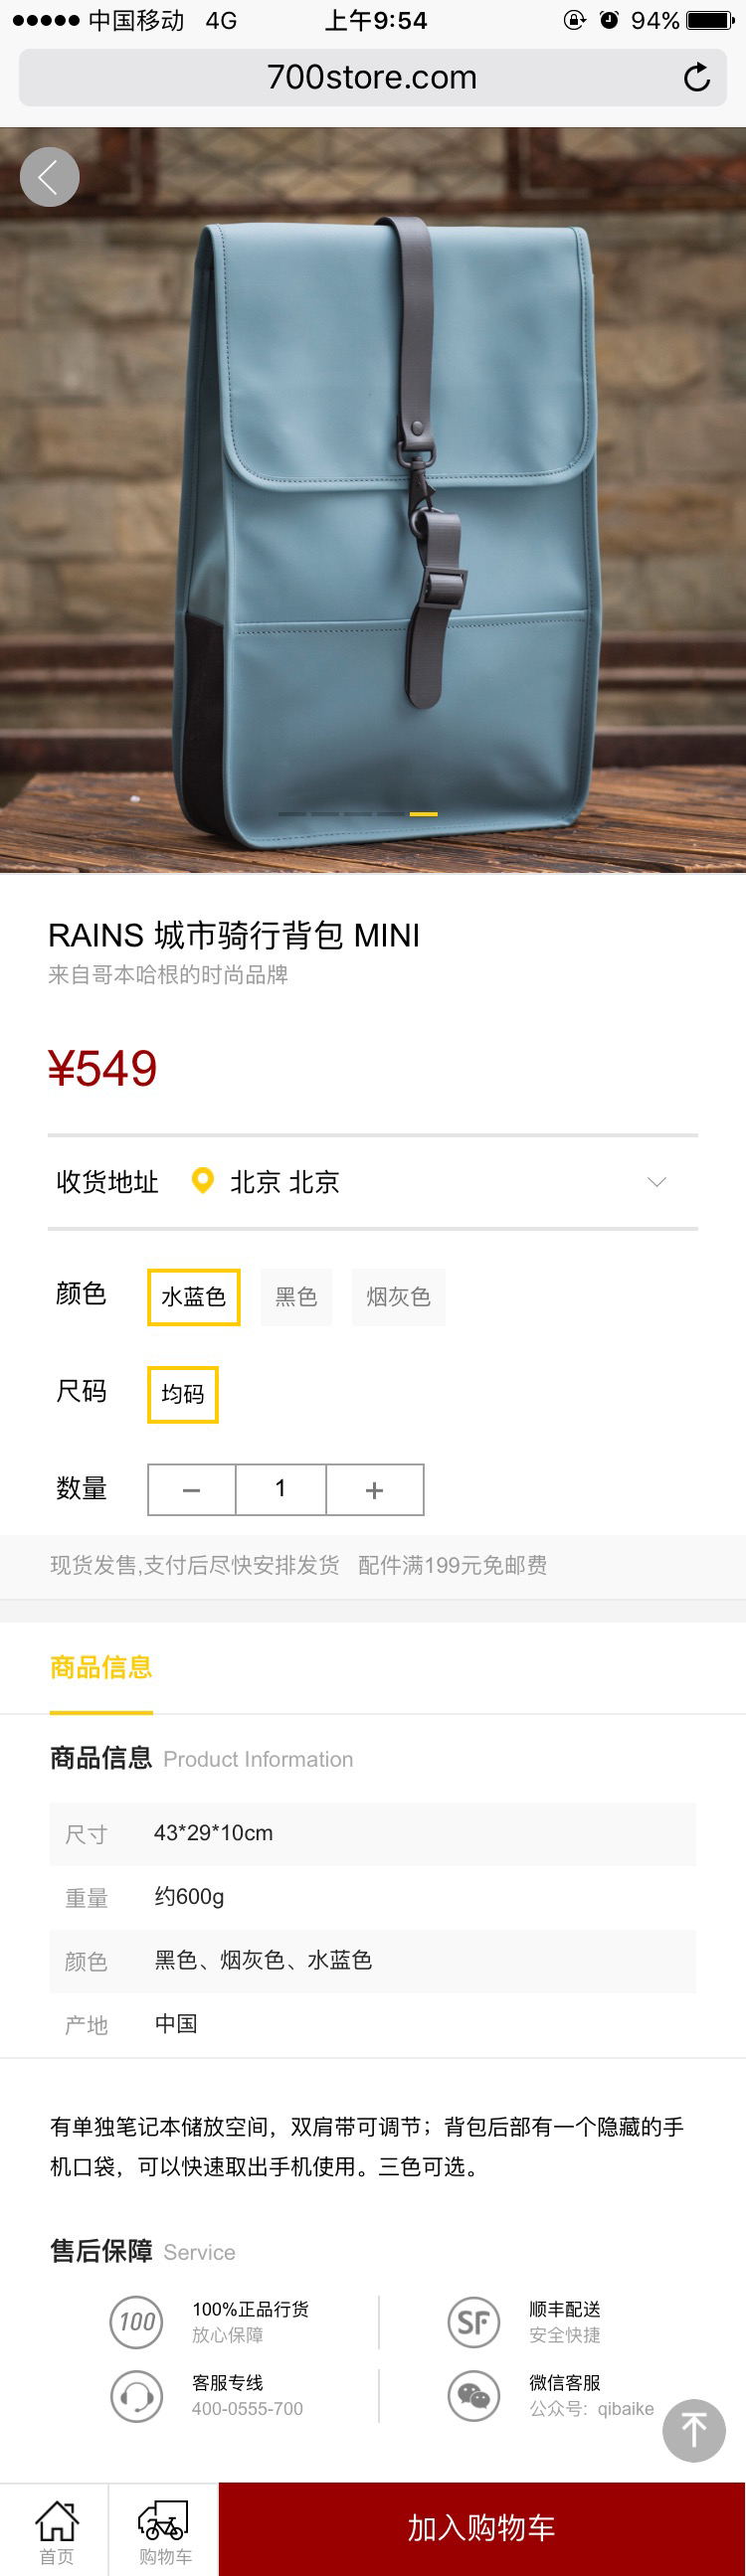 中国移动 4G 上午9:54 94%
700store.com
RAINS 城市骑行背包 MINI
来自哥本哈根的时尚品牌
¥549
收货地址 北京 北京
颜色 水蓝色 黑色 烟灰色
尺码 均码
数量 − 1 +
现货发售,支付后尽快安排发货 配件满199元免邮费
商品信息
商品信息 Product Information
尺寸 43*29*10cm
重量 约600g
颜色 黑色、烟灰色、水蓝色
产地 中国
有单独笔记本储放空间，双肩带可调节；背包后部有一个隐藏的手
机口袋，可以快速取出手机使用。三色可选。
售后保障 Service
100 100%正品行货 SF 顺丰配送
放心保障 安全快捷
客服专线 微信客服
400-0555-700 公众号: qibaike
首页 购物车 加入购物车